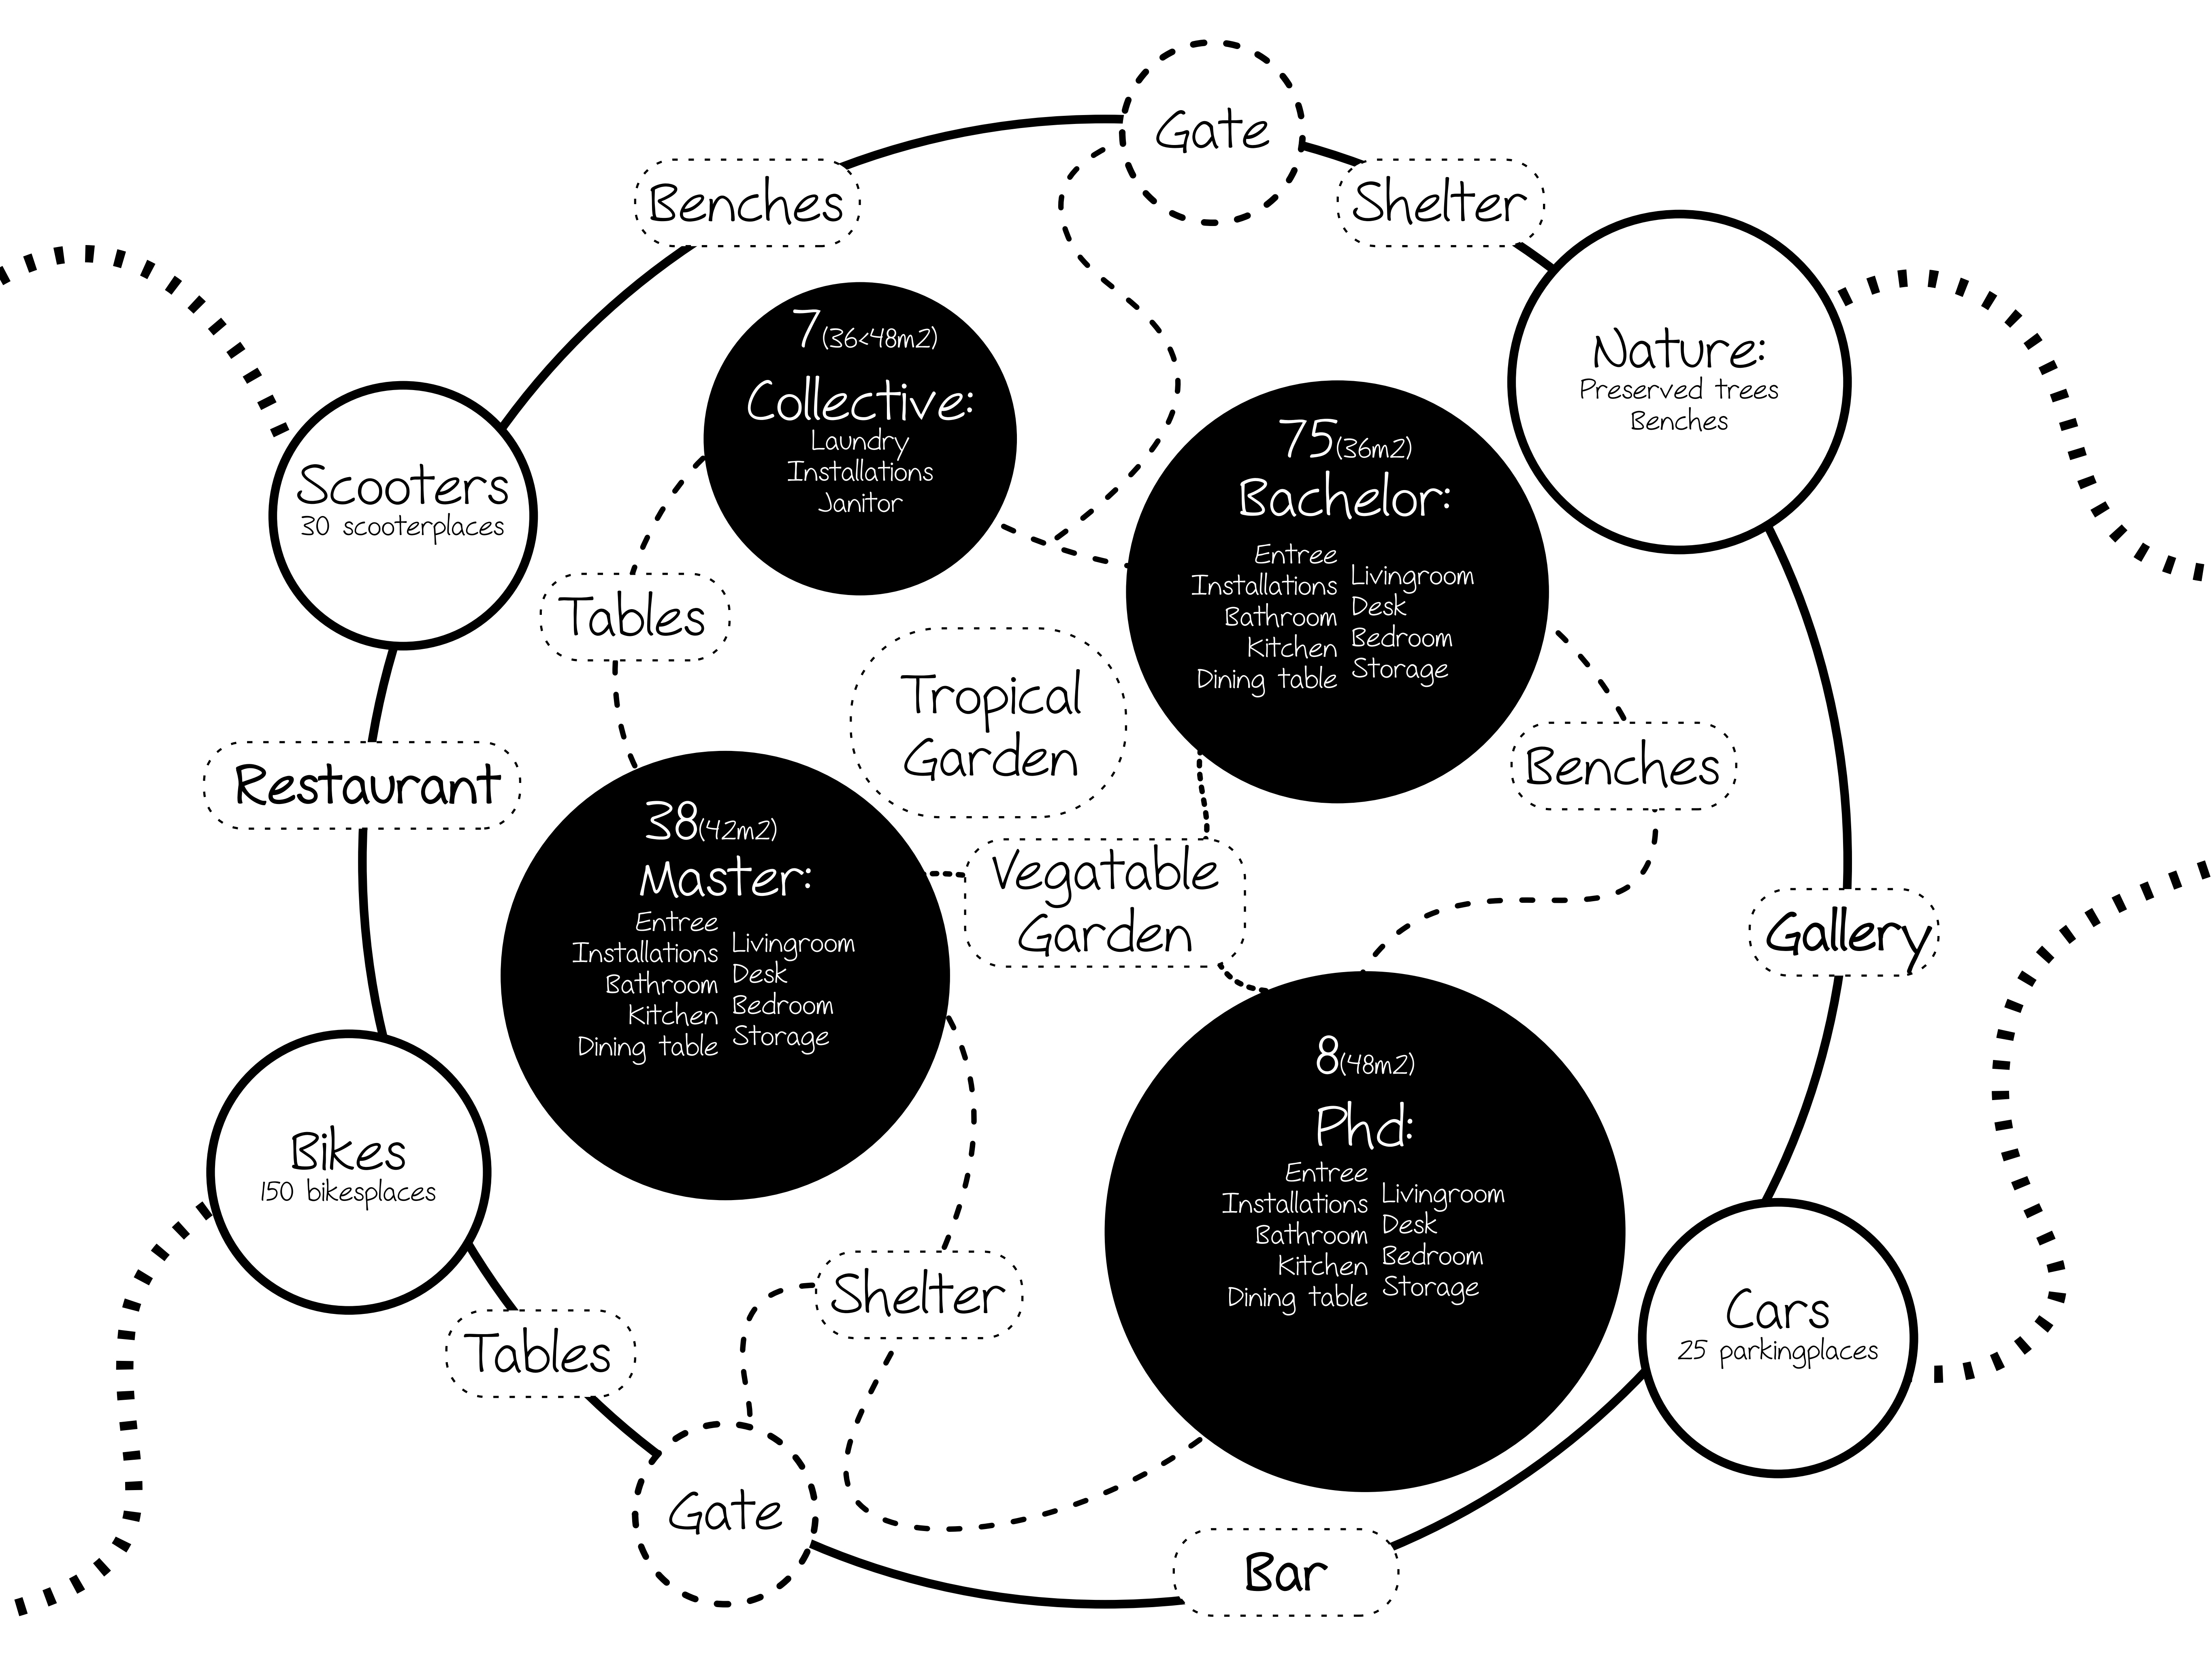 Gate
Benches
Shelter
7(36<48m2)
Collective:
Laundry
Installations
Janitor
Nature:
Preserved trees
Benches
75(36m2)
Bachelor:
Entree
Installations
Bathroom
Kitchen
Dining table
Livingroom
Desk
Bedroom
Storage
Scooters
30 scooterplaces
Tables
Tropical
Garden
Benches
Restaurant
38(42m2)
Master:
Entree
Installations
Bathroom
Kitchen
Dining table
Livingroom
Desk
Bedroom
Storage
Vegatable
Garden
Gallery
8(48m2)
Phd:
Entree
Installations
Bathroom
Kitchen
Dining table
Livingroom
Desk
Bedroom
Storage
Bikes
150 bikesplaces
Shelter
Cars
25 parkingplaces
Tables
Gate
Bar